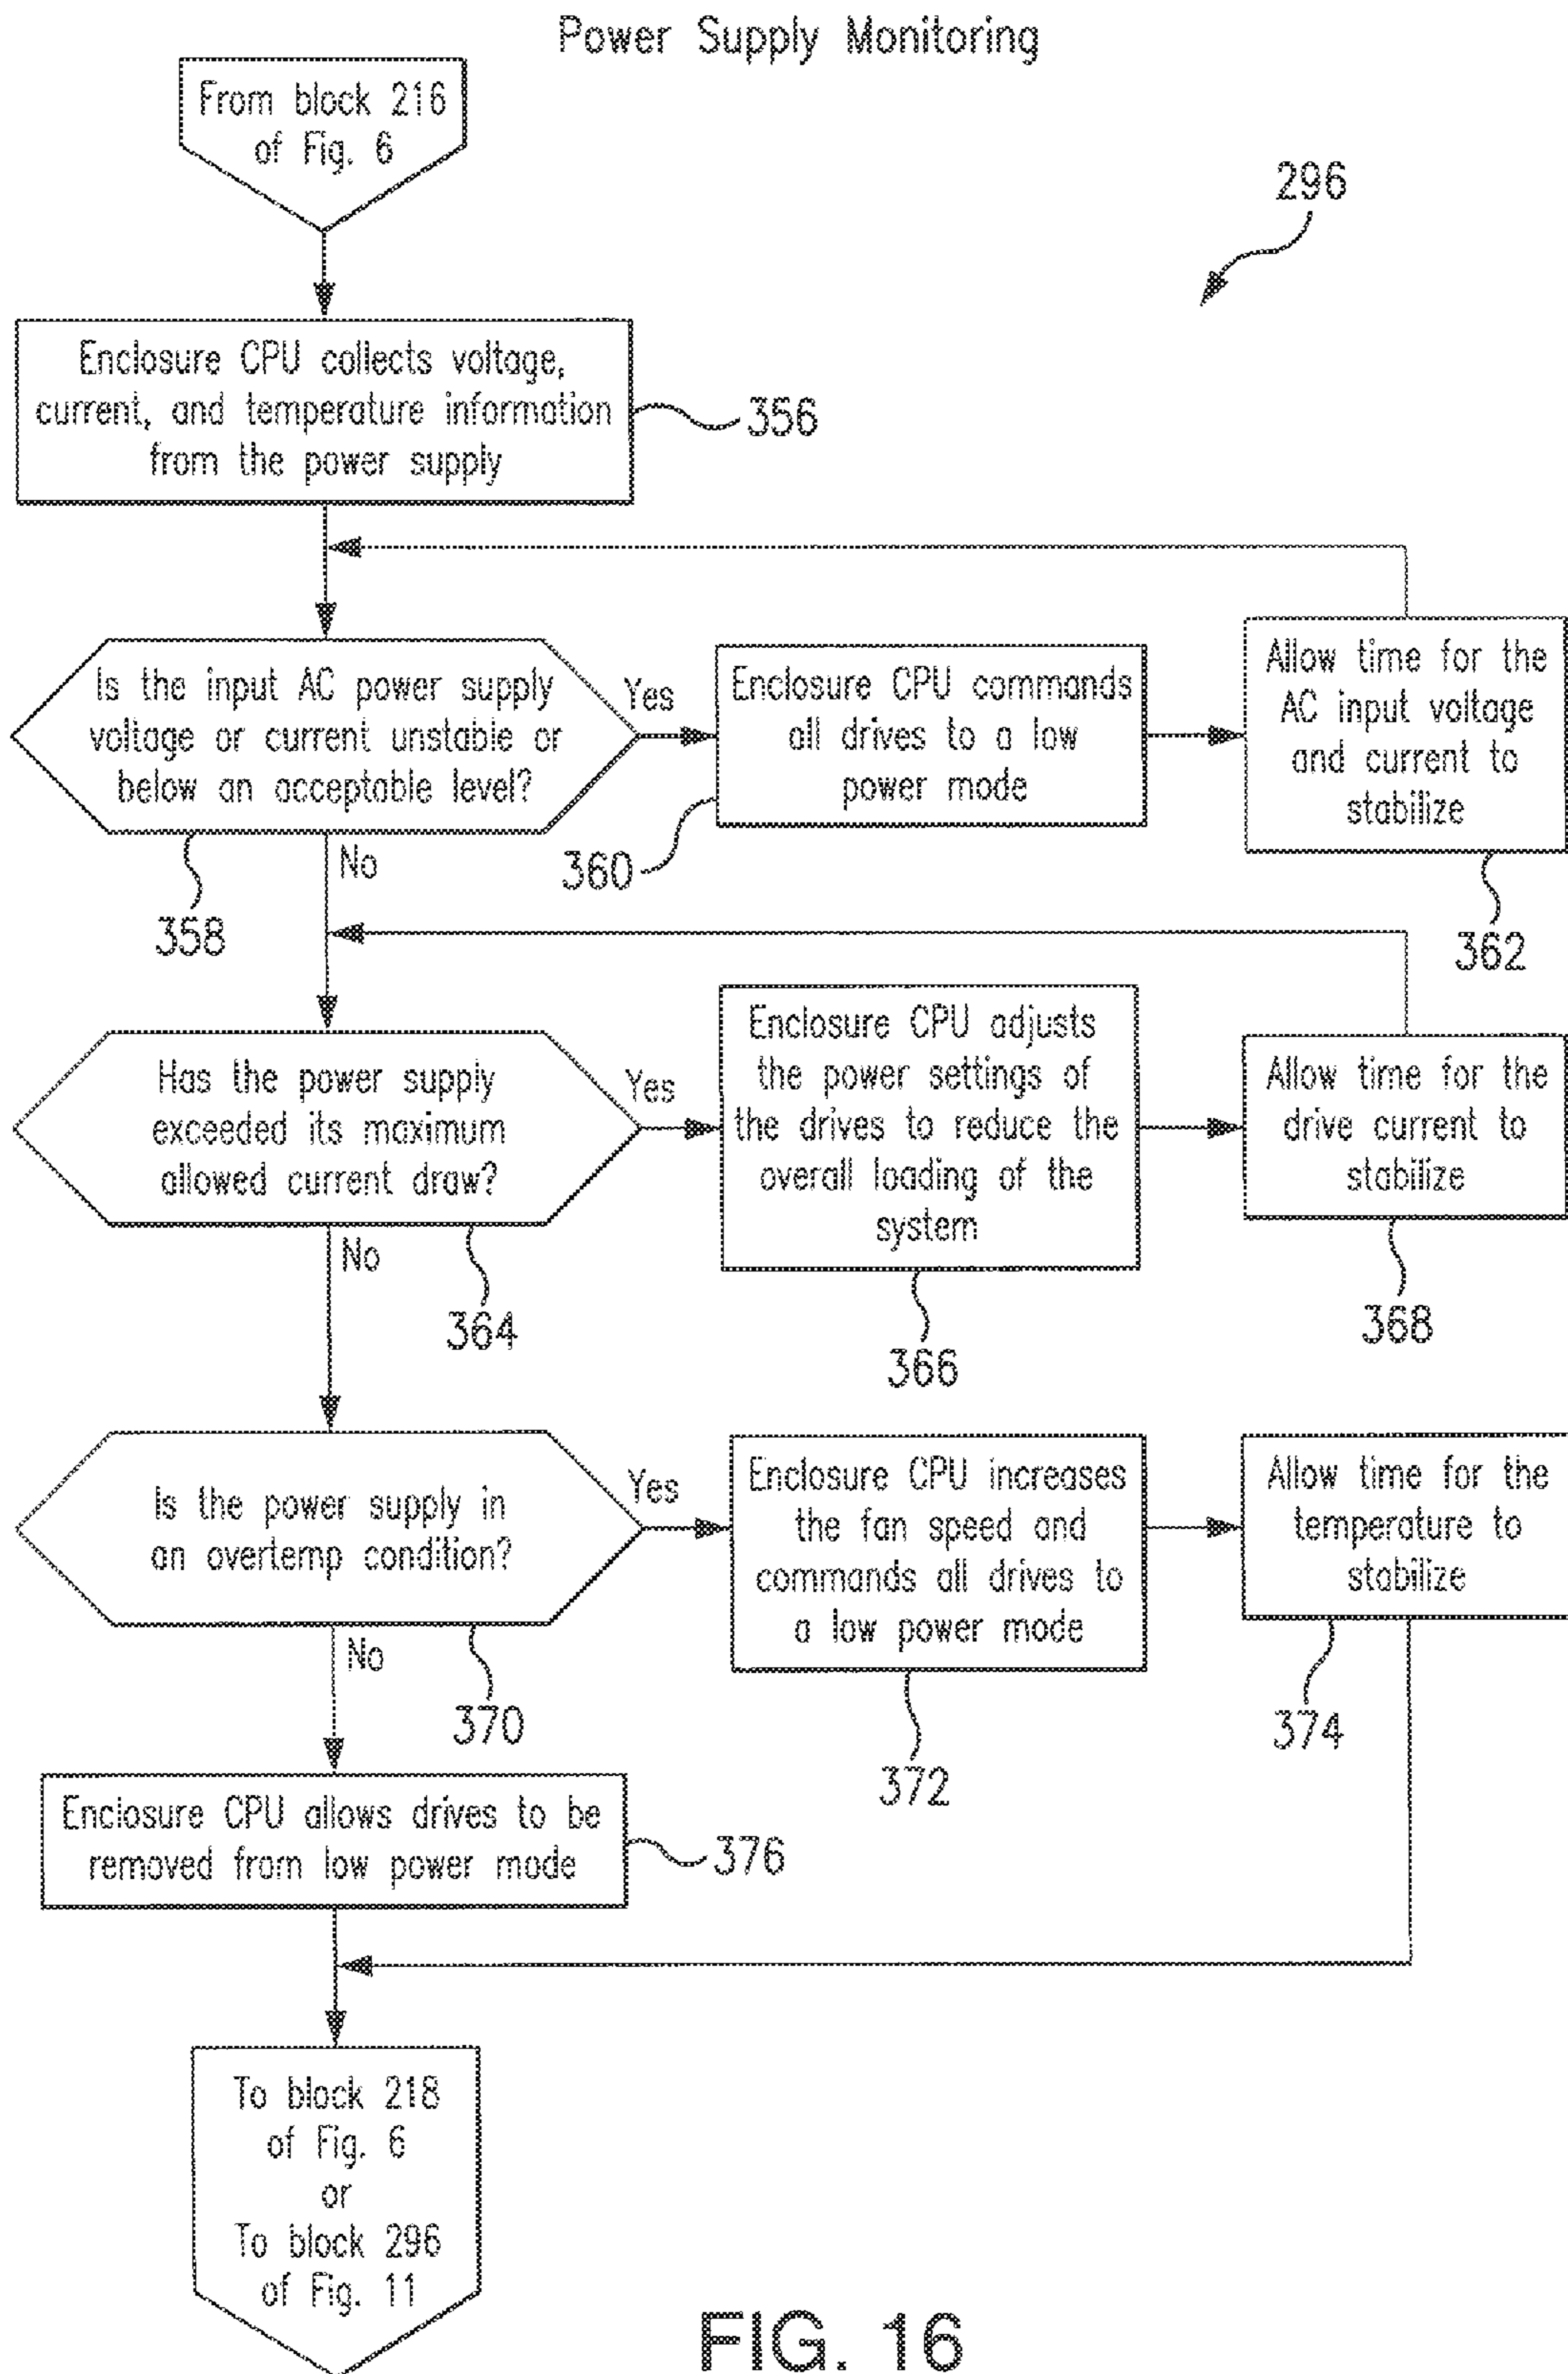 Power Supply Monitoring
From block 216
of Fig. 6
296
Enclosure CPU collects voltage,
current, and temperature information
from the power supply
356
Is the input AC power supply
voltage or current unstable or
below an acceptable level?
Yes
No
358
Enclosure CPU commands
all drives to a low
power mode
360
Allow time for the
AC input voltage
and current to
stabilize
362
Has the power supply
exceeded its maximum
allowed current draw?
Yes
No
364
Enclosure CPU adjusts
the power settings of
the drives to reduce the
overall loading of the
system
366
Allow time for the
drive current to
stabilize
368
Is the power supply in
an overtemp condition?
Yes
No
370
Enclosure CPU increases
the fan speed and
commands all drives to
a low power mode
372
Allow time for the
temperature to
stabilize
374
Enclosure CPU allows drives to be
removed from low power mode
376
To block 218
of Fig. 6
or
To block 296
of Fig. 11
FIG. 16